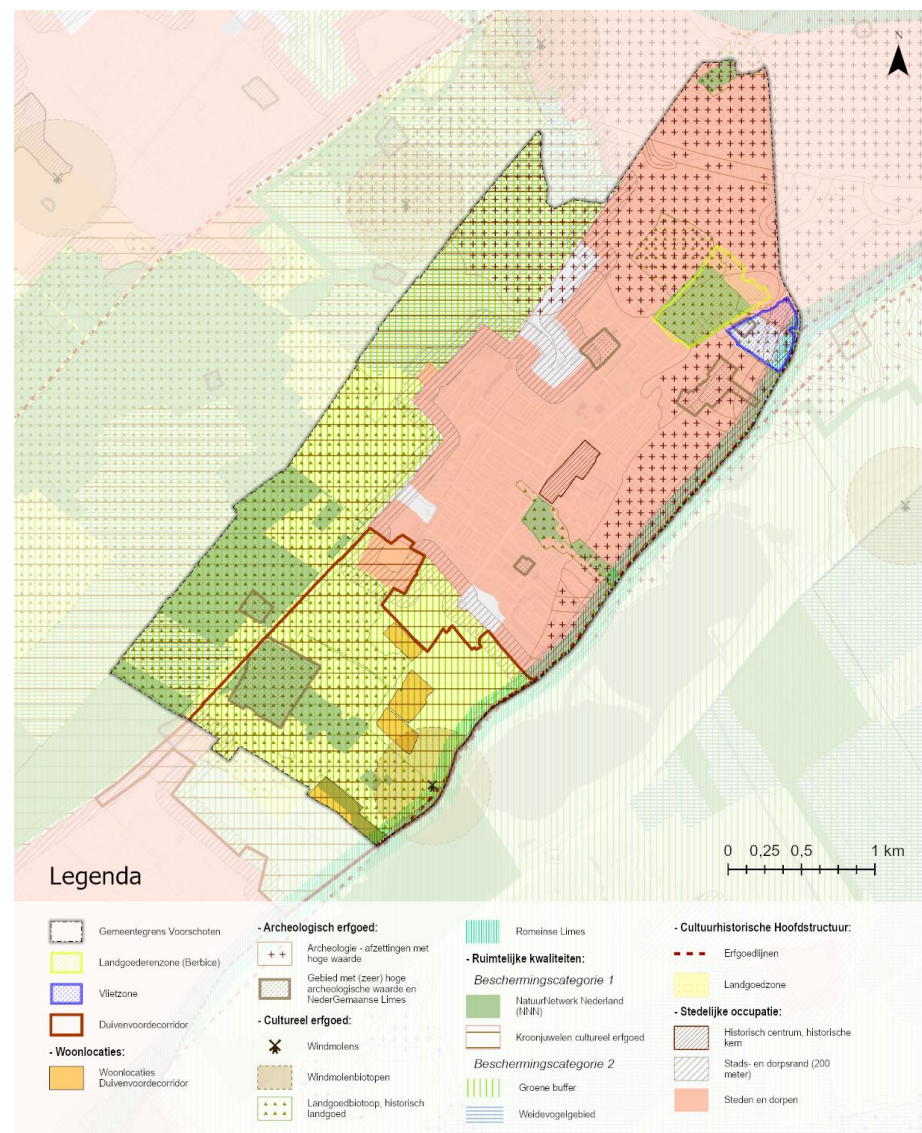 N
0 0,25 0,5 1 km
Legenda
Gemeentegrens Voorschoten
Landgoederenzone (Berbice)
Vlietzone
Duivenvoordecorridor
- Woonlocaties:
Woonlocaties
Duivenvoordecorridor
- Archeologisch erfgoed:
Archeologie - afzettingen met
hoge waarde
Gebied met (zeer) hoge
archeologische waarde en
NederGemaanse Limes
- Cultureel erfgoed:
Windmolens
Windmolenbiotopen
Landgoedbiotoop, historisch
landgoed
Romeinse Limes
- Ruimtelijke kwaliteiten:
Beschermingscategorie 1
NatuurNetwerk Nederland
(NNN)
Kroonjuwelen cultureel erfgoed
Beschermingscategorie 2
Groene buffer
Weidevogelgebied
- Cultuurhistorische Hoofdstructuur:
Erfgoedlijnen
Landgoedzone
- Stedelijke occupatie:
Historisch centrum, historische
kern
Stads- en dorpsrand (200
meter)
Steden en dorpen